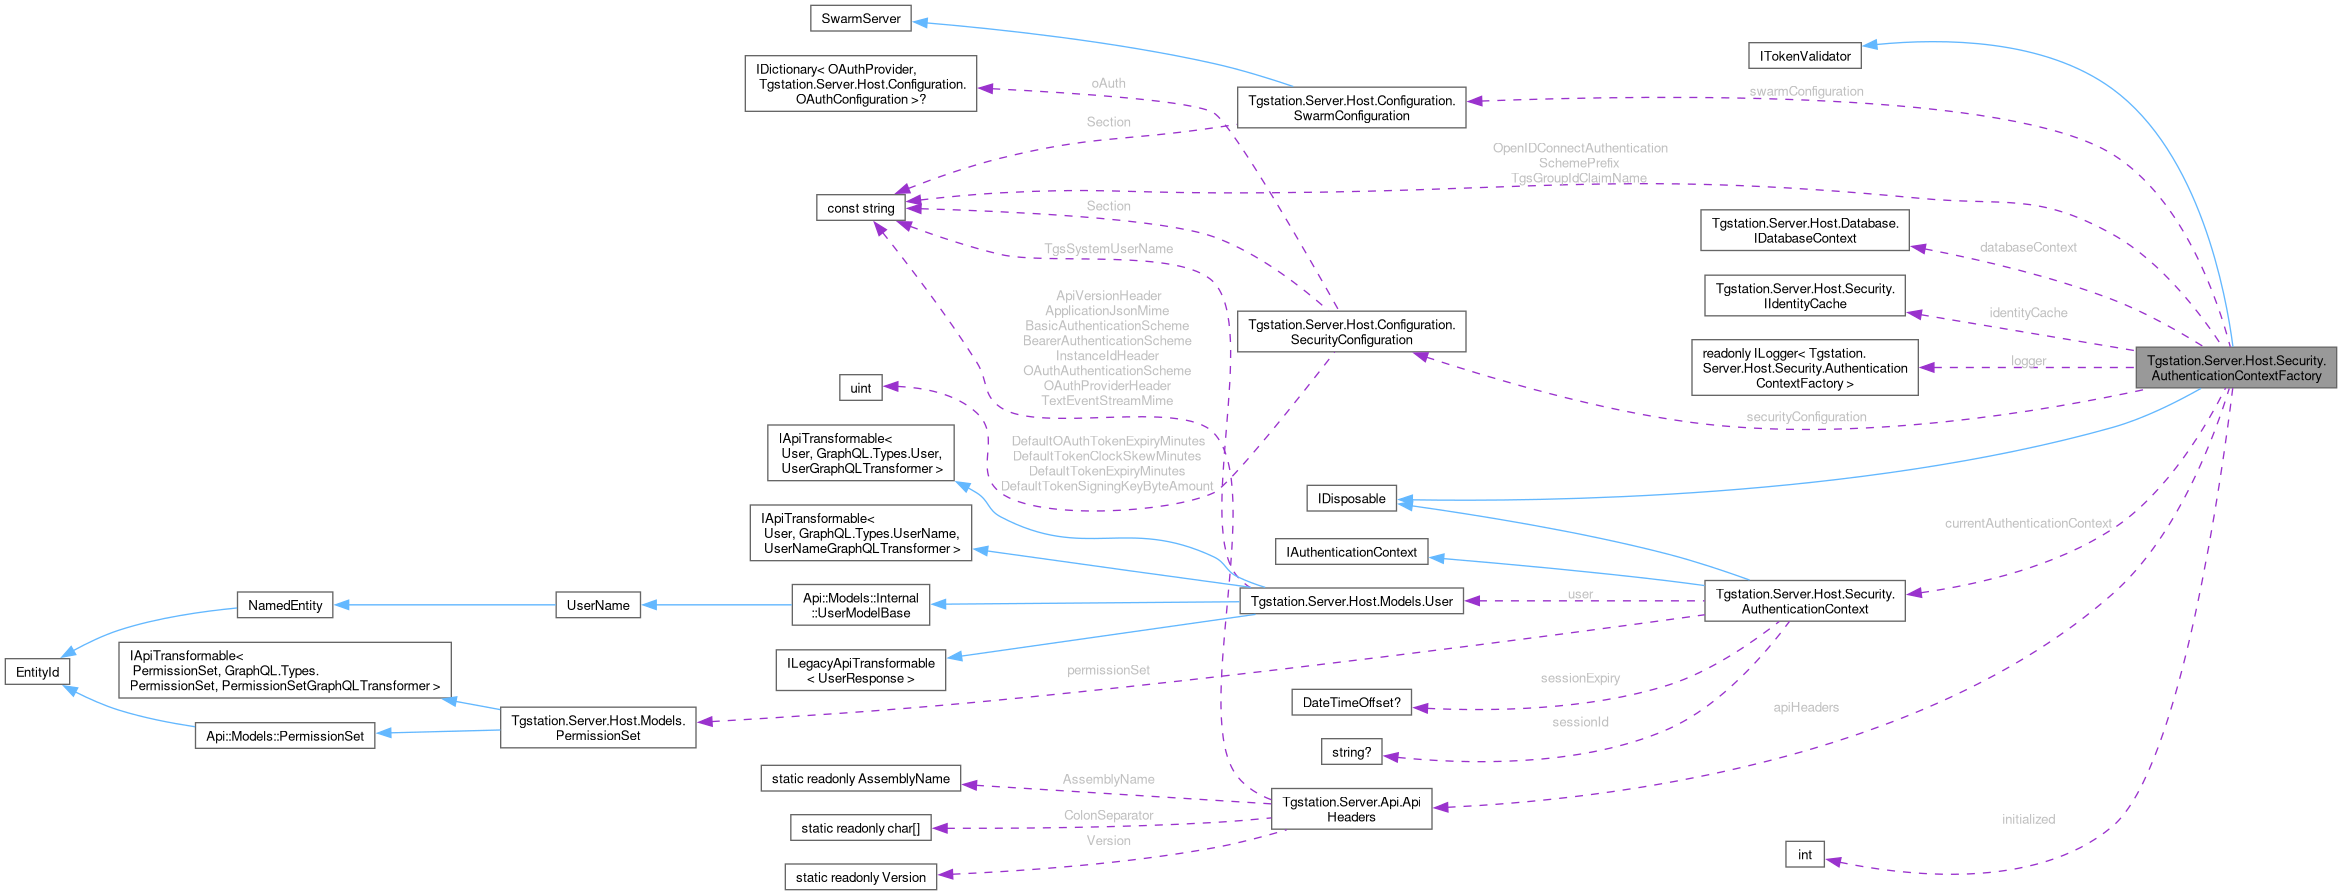 SwarmServer
ITokenValidator
IDictionary< OAuthProvider,
Tgstation.Server.Host.Configuration.
OAuthConfiguration >?
oAuth
Tgstation.Server.Host.Configuration.
SwarmConfiguration
swarmConfiguration
Section
OpenIDConnectAuthentication
SchemePrefix
TgsGroupIdClaimName
const string
Section
Tgstation.Server.Host.Database.
IDatabaseContext
databaseContext
TgsSystemUserName
Tgstation.Server.Host.Security.
IIdentityCache
identityCache
ApiVersionHeader
ApplicationJsonMime
BasicAuthenticationScheme
BearerAuthenticationScheme
InstanceIdHeader
OAuthAuthenticationScheme
OAuthProviderHeader
TextEventStreamMime
Tgstation.Server.Host.Configuration.
SecurityConfiguration
readonly ILogger< Tgstation.
Server.Host.Security.Authentication
ContextFactory >
logger
Tgstation.Server.Host.Security.
AuthenticationContextFactory
uint
securityConfiguration
IApiTransformable<
User, GraphQL.Types.User,
UserGraphQLTransformer >
DefaultOAuthTokenExpiryMinutes
DefaultTokenClockSkewMinutes
DefaultTokenExpiryMinutes
DefaultTokenSigningKeyByteAmount
IDisposable
IApiTransformable<
User, GraphQL.Types.UserName,
UserNameGraphQLTransformer >
currentAuthenticationContext
IAuthenticationContext
NamedEntity
UserName
Api::Models::Internal
::UserModelBase
Tgstation.Server.Host.Models.User
user
Tgstation.Server.Host.Security.
AuthenticationContext
EntityId
IApiTransformable<
PermissionSet, GraphQL.Types.
PermissionSet, PermissionSetGraphQLTransformer >
ILegacyApiTransformable
< UserResponse >
permissionSet
sessionExpiry
DateTimeOffset?
apiHeaders
Api::Models::PermissionSet
Tgstation.Server.Host.Models.
PermissionSet
sessionId
string?
static readonly AssemblyName
AssemblyName
Tgstation.Server.Api.Api
Headers
static readonly char[]
ColonSeparator
initialized
Version
int
static readonly Version